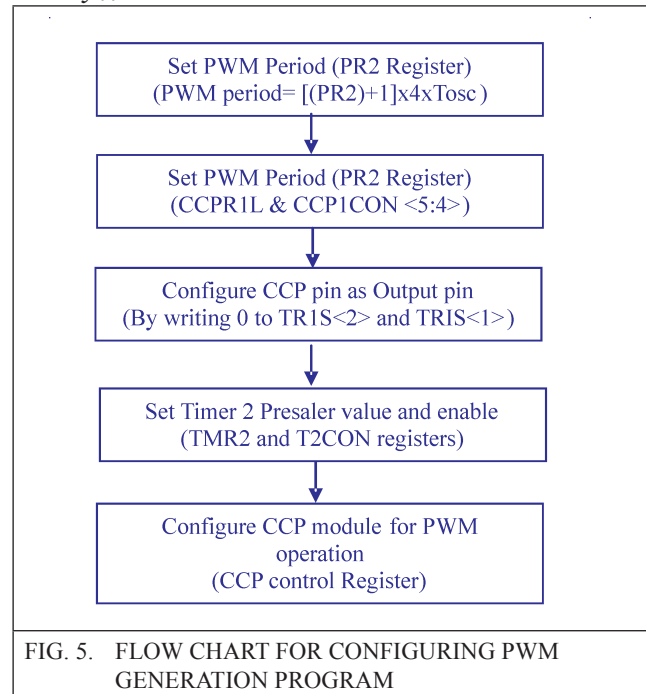 Set PWM Period (PR2 Register)
(PWM period= [(PR2)+1]x4xTosc)
Set PWM Period (PR2 Register)
(CCPR1L & CCP1CON <5:4>)
Configure CCP pin as Output pin
(By writing 0 to TR1S<2> and TRIS<1>)
Set Timer 2 Presaler value and enable
(TMR2 and T2CON registers)
Configure CCP module for PWM
operation
(CCP control Register)
FIG. 5. FLOW CHART FOR CONFIGURING PWM
GENERATION PROGRAM